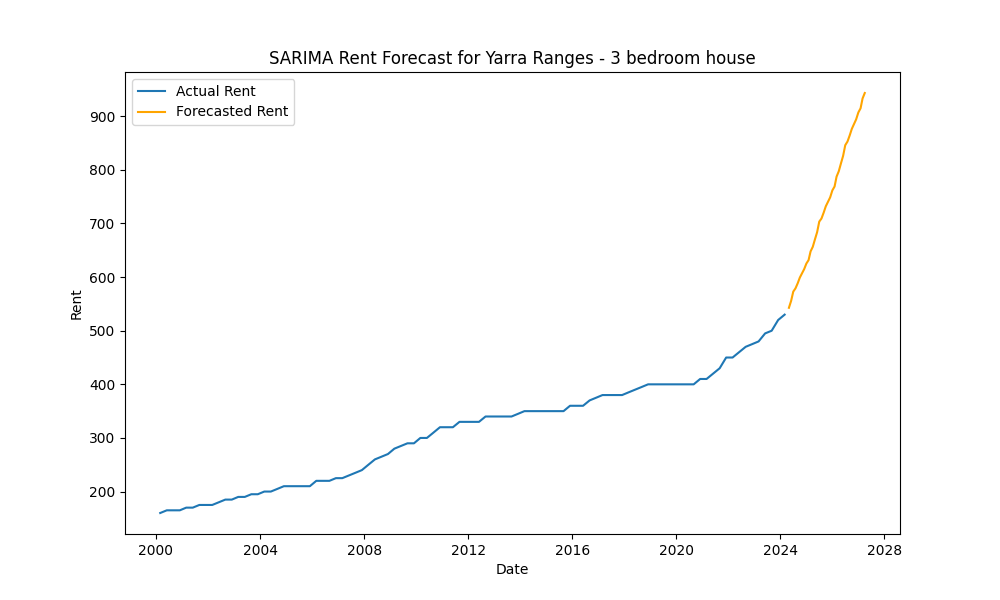 SARIMA Rent Forecast for Yarra Ranges - 3 bedroom house
Actual Rent
Forecasted Rent
900
800
700
600
500
400
300
200
Rent
2000 2004 2008 2012 2016 2020 2024 2028
Date